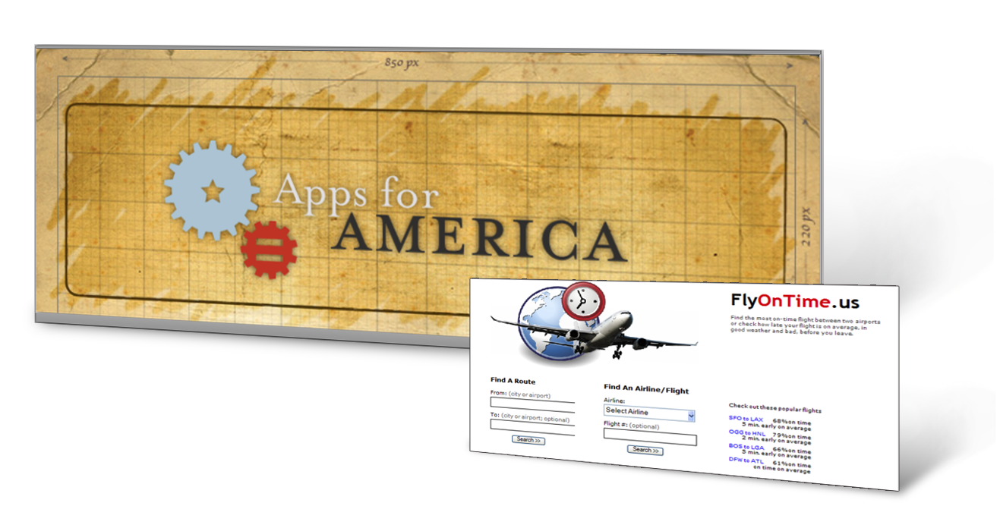 850 px
220 px
Apps for
AMERICA
FlyOnTime.us
Find the most on-time flight between two airports
or check how late your flight is on average, in
good weather and bad, before you leave.
Find A Route
From: (city or airport)
To: (city or airport; optional)
Search >>
Find An Airline/Flight
Airline:
Select Airline
Flight #: (optional)
Search >>
Check out these popular flights
SFO to LAX 68% on time
5 min. early on average
OGG to HNL 79% on time
2 min. early on average
BOS to LGA 66% on time
5 min. early on average
DFW to ATL 61% on time
on time on average